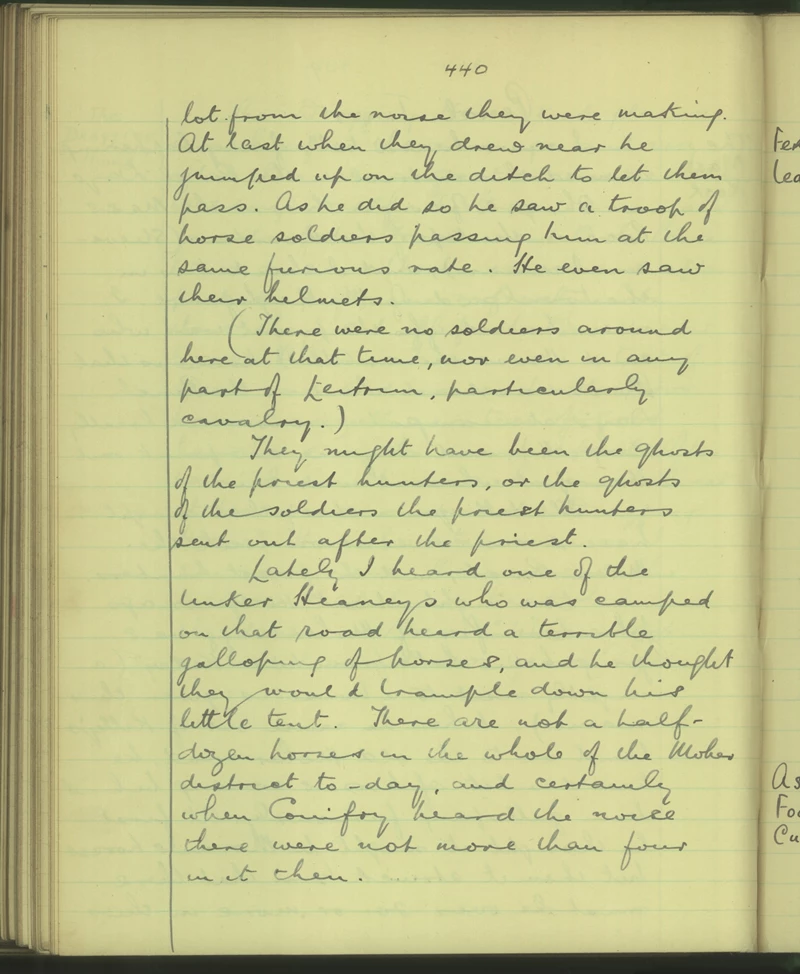 440
lot from the noise they were making.
At last when they drew near he
jumped up on the ditch to let them
pass. As he did so he saw a troop of
horse soldiers passing him at the
same furious rate. He even saw
their helmets.
(There were no soldiers around
here at that time, nor even in any
part of Leitrim, particularly
cavalry.)
They might have been the ghosts
of the priest hunters, or the ghosts
of the soldiers the priest hunters
sent out after the priest.
Lately I heard one of the
tinker Heaneys who was camped
on that road heard a terrible
galloping of horses, and he thought
they would trample down his
little tent. There are not a half-
dozen horses in the whole of the Moher
district to-day, and certainly
when Comifry heard the noise
there were not more than four
in it then. ....
Fe
Lea
As
Fo
Cu